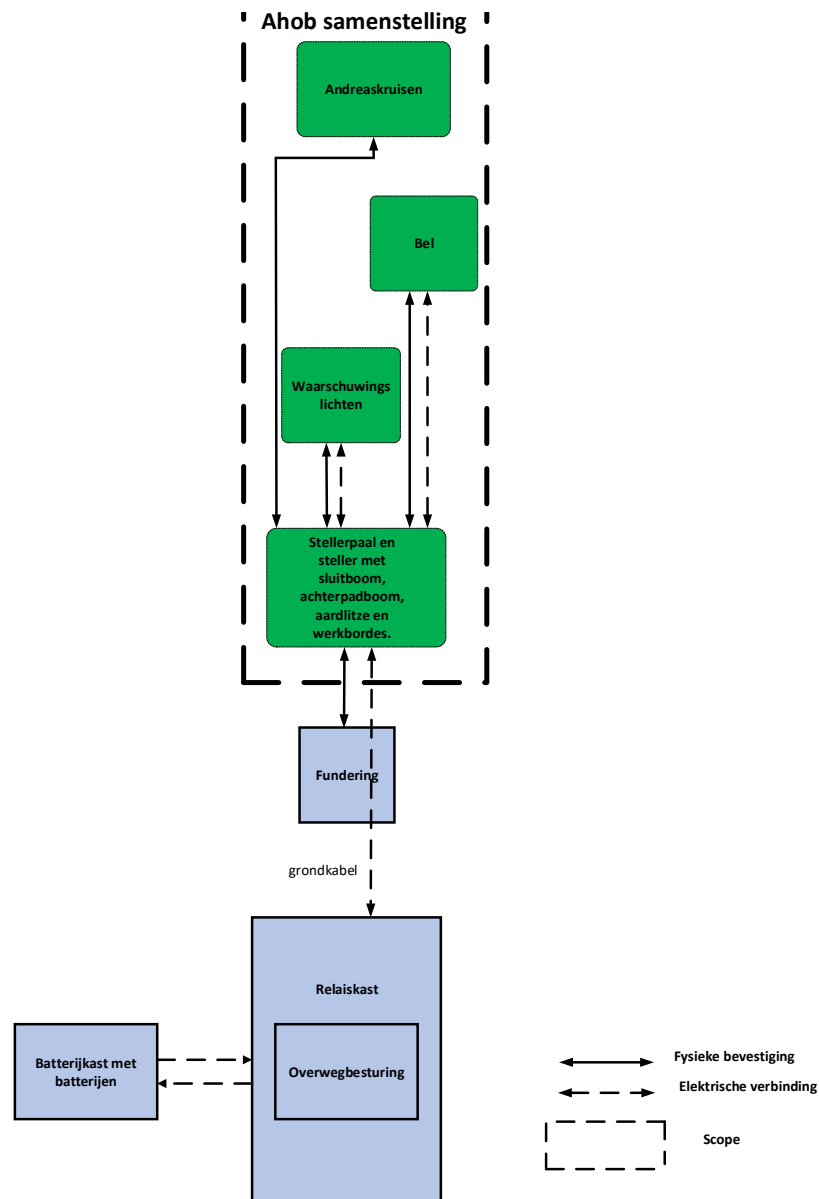 Ahob samenstelling
Andreaskruisen
Bel
Waarschuwings
lichten
Stellerpaal en
steller met
sluitboom,
achterpadboom,
aardlitze en
werkbordes.
Fundering
grondkabel
Relaiskast
Overwegbesturing
Batterijkast met
batterijen
Fysieke bevestiging
Elektrische verbinding
Scope